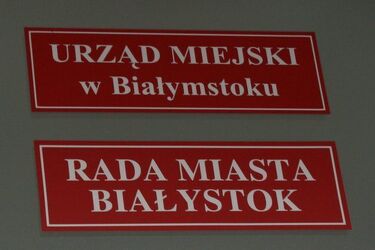 URZĄD MIEJSKI
w Białymstoku
RADA MIASTA
BIAŁYSTOK